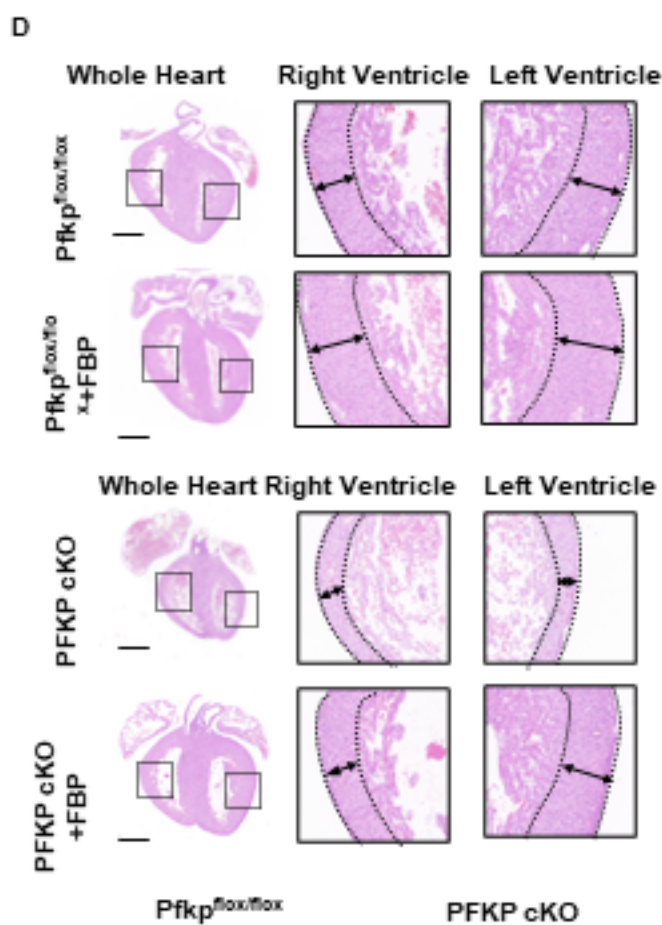 D
Whole Heart Right Ventricle Left Ventricle
Pfkpflox/flox
Pfkpflox/flo
x+FBP
Whole Heart Right Ventricle Left Ventricle
PFKP cKO
PFKP cKO
+FBP
Pfkpflox/flox PFKP cKO